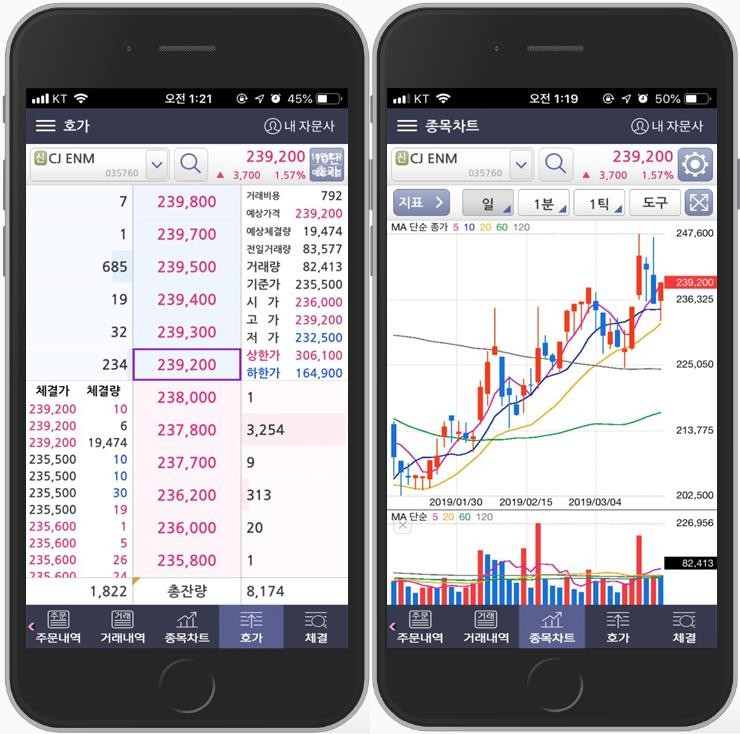 KT 오전 1:21 45%
호가 내 자문사
신 CJ ENM 035760
239,200
▲ 3,700 1.57%
7 239,800
1 239,700
685 239,500
19 239,400
32 239,300
234 239,200
거래비용 792
예상가격 239,200
예상체결량 19,474
전일거래량 83,577
거래량 82,413
기준가 235,500
시 가 236,000
고 가 239,200
저 가 232,500
상한가 306,100
하한가 164,900
체결가 체결량
239,200 10
239,200 6
239,200 19,474
235,500 10
235,500 10
235,500 30
235,500 19
235,600 1
235,600 5
235,600 26
235,600 24
238,000 1
237,800 3,254
237,700 9
236,200 313
236,000 20
235,800 1
1,822 총잔량 8,174
주문 거래
주문내역 거래내역 종목차트 호가 체결
KT 오전 1:19 50%
종목차트 내 자문사
신 CJ ENM 035760
239,200
▲ 3,700 1.57%
지표 일 1분 1틱 도구
MA 단순 종가 5 10 20 60 120
247,600
239,200
236,325
225,050
213,775
202,500
2019/01/30 2019/02/15 2019/03/04
MA 단순 5 20 60 120
226,956
82,413
주문 거래
주문내역 거래내역 종목차트 호가 체결